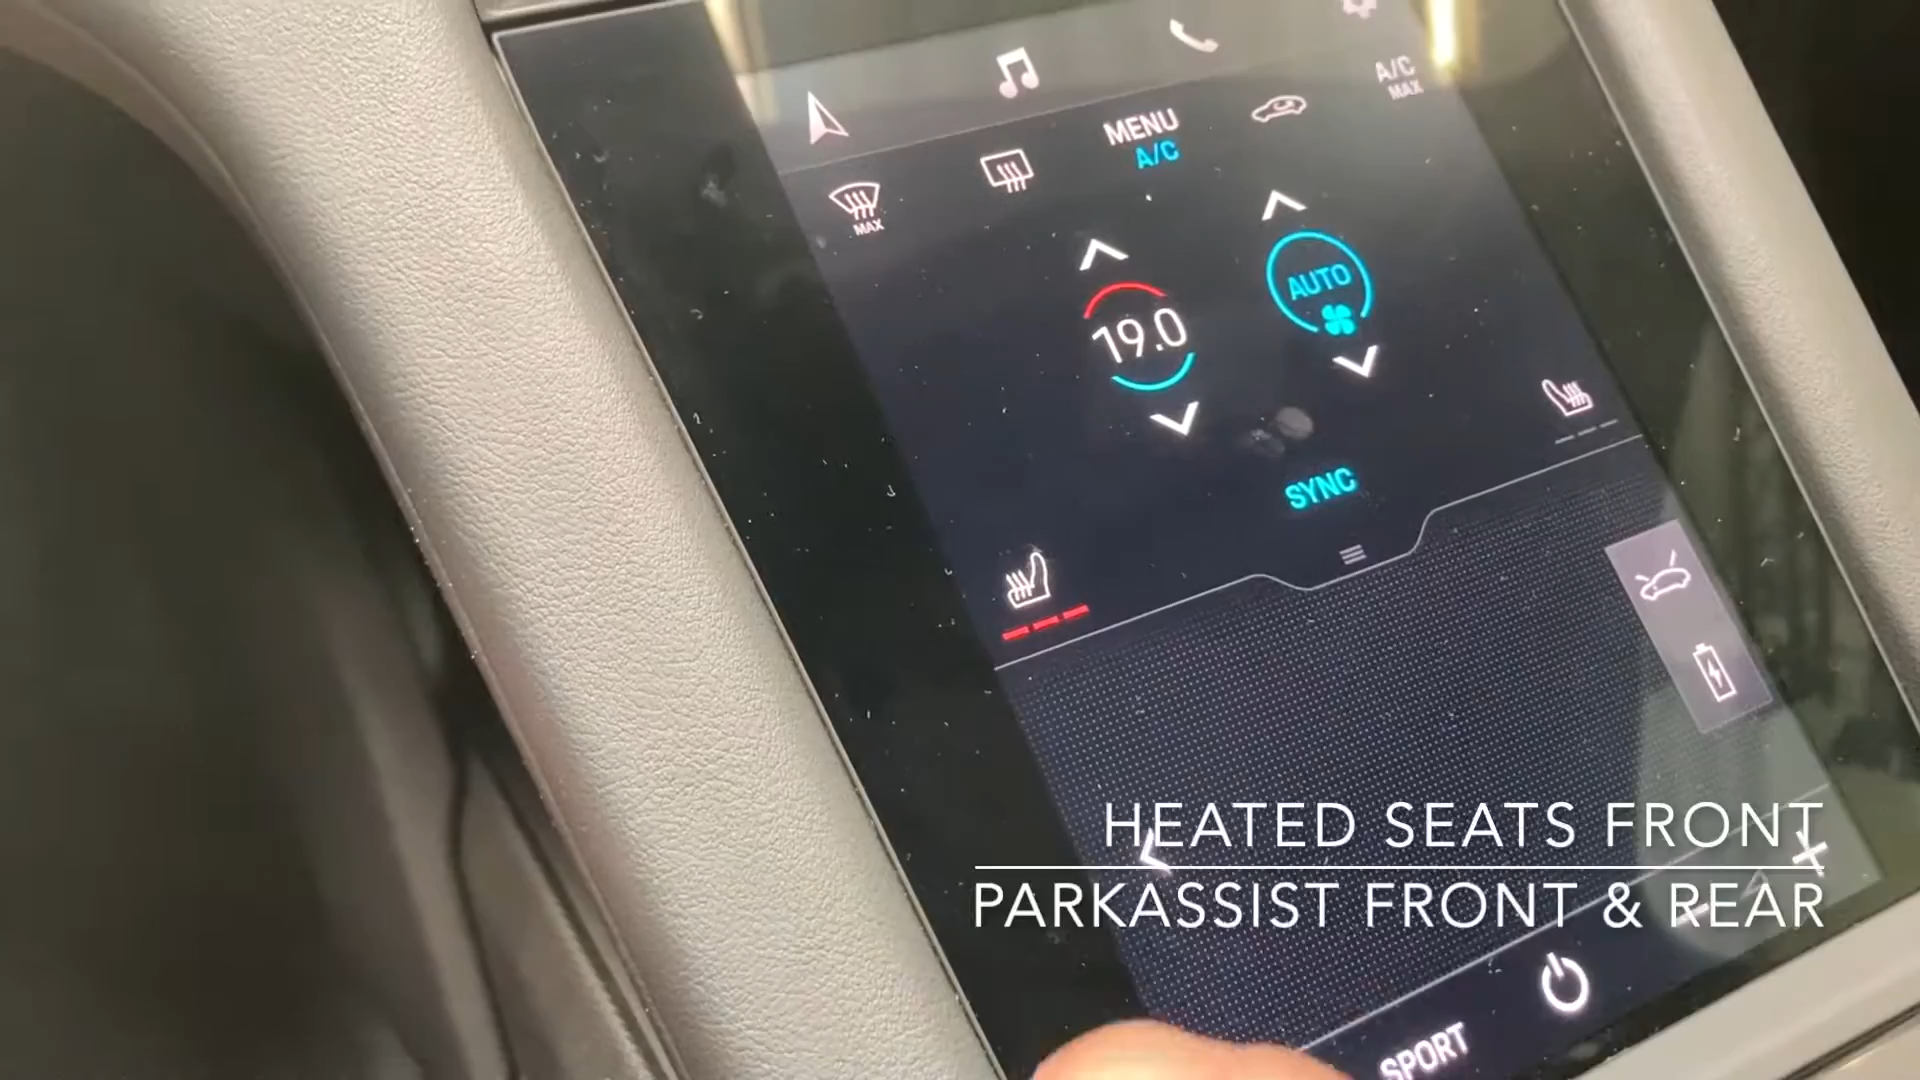 A/C
MAX
MENU
A/C
MAX
AUTO
19.0
SYNC
HEATED SEATS FRONT
PARKASSIST FRONT & REAR
SPORT